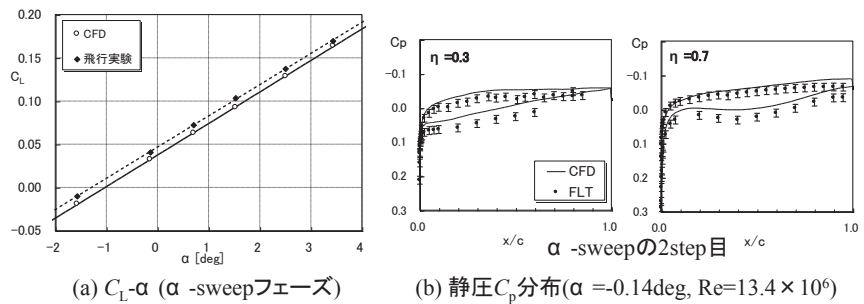 0.20
0.15
C_L
0.10
0.05
0.00
-0.05
-2
-1
0
1
2
3
4
α [deg]
CFD
飛行実験
(a) C_L-α (α -sweepフェーズ)
Cp
-0.1
0.0
0.1
0.2
0.3
η =0.3
CFD
FLT
0.0
1.0
x/c
Cp
-0.1
0.0
0.1
0.2
0.3
η =0.7
0.0
1.0
x/c
α -sweepの2step目
(b) 静圧C_p分布(α =-0.14deg, Re=13.4×10⁶)